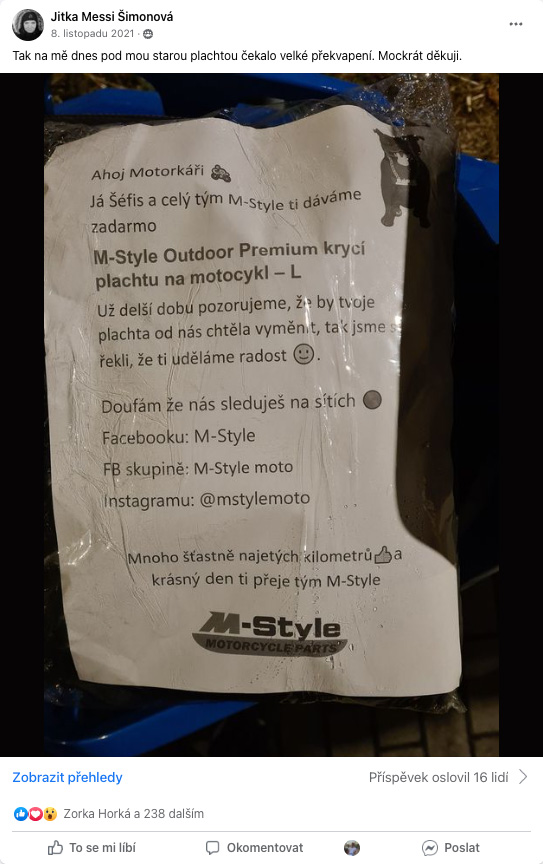 Jitka Messi Šimonová
8. listopadu 2021
Tak na mě dnes pod mou starou plachtou čekalo velké překvapení. Mockrát děkuji.
Ahoj Motorkáři
Já Šéfis a celý tým M-Style ti dáváme
zadarmo
M-Style Outdoor Premium krycí
plachtu na motocykl – L
Už delší dobu pozorujeme, že by tvoje
plachta od nás chtěla vyměnit, tak jsme s
řekli, že ti uděláme radost 🙂.
Doufám že nás sleduješ na sítích
Facebooku: M-Style
FB skupině: M-Style moto
Instagramu: @mstylemoto
Mnoho šťastně najetých kilometrů👍a
krásný den ti přeje tým M-Style
M-Style
MOTORCYCLE PARTS
Zobrazit přehledy
Příspěvek oslovil 16 lidí
Zorka Horká a 238 dalším
To se mi líbí
Okomentovat
Poslat